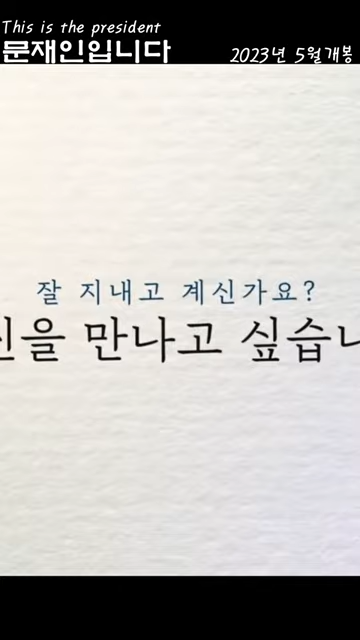 This is the president
문재인입니다
2023년 5월개봉
잘 지내고 계신가요?
을 만나고 싶습